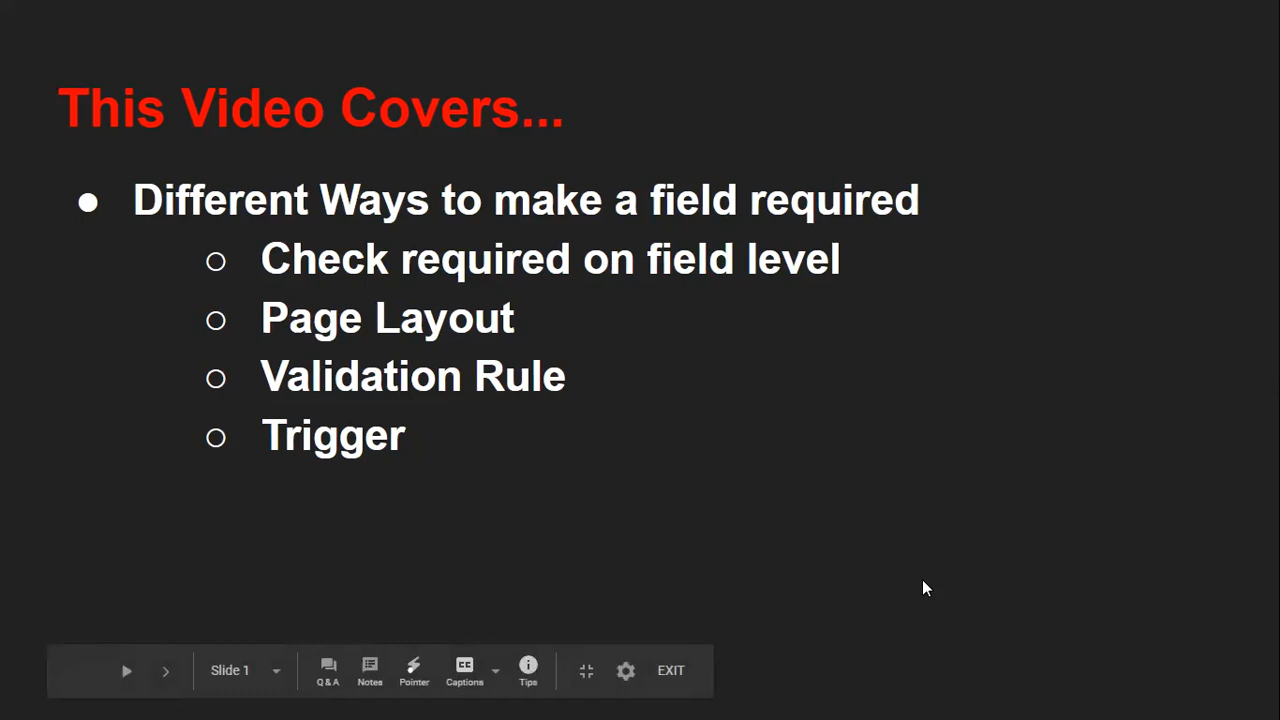 This Video Covers...
● Different Ways to make a field required
○ Check required on field level
○ Page Layout
○ Validation Rule
○ Trigger
Slide 1
Q & A
Notes
Pointer
CC
Captions
Tips
EXIT